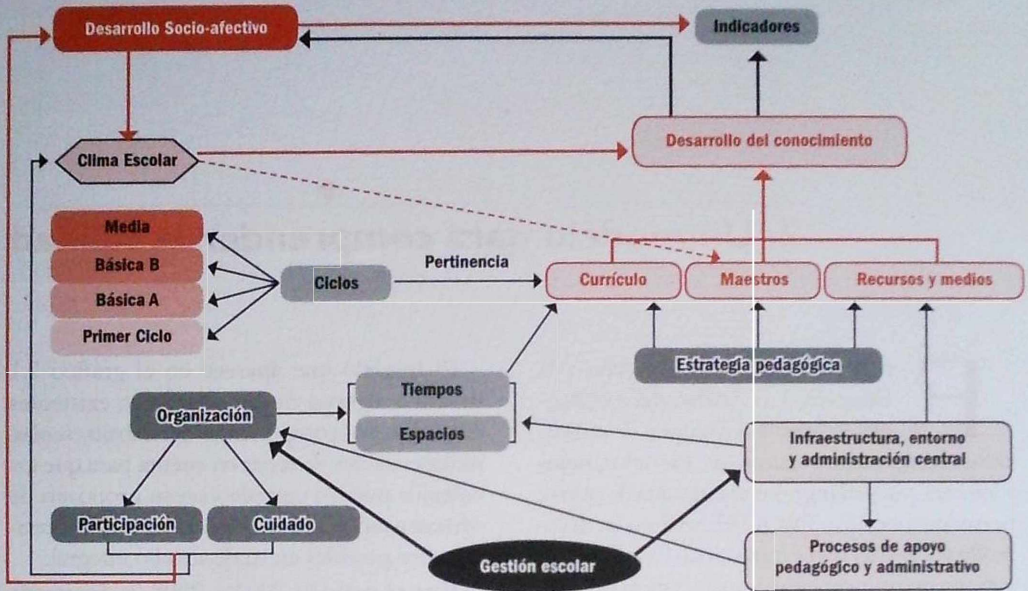 Desarrollo Socio-afectivo
Indicadores
Desarrollo del conocimiento
Clima Escolar
Media
Básica B
Básica A
Primer Ciclo
Ciclos
Pertinencia
Currículo
Maestros
Recursos y medios
Estrategia pedagógica
Tiempos
Espacios
Organización
Infraestructura, entorno
y administración central
Participación
Cuidado
Gestión escolar
Procesos de apoyo
pedagógico y administrativo